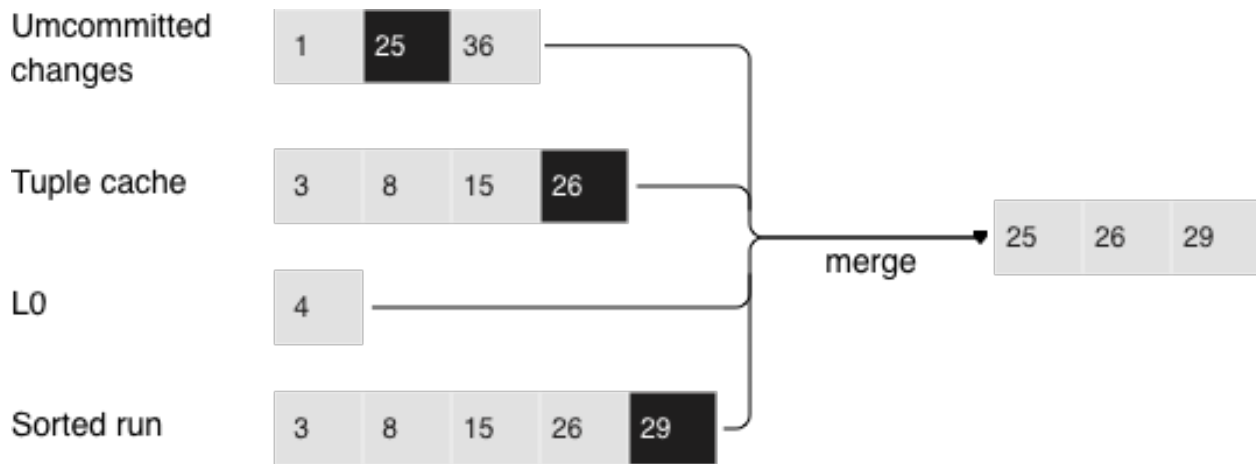 Umcommitted
changes
1 25 36
Tuple cache
3 8 15 26
L0
4
Sorted run
3 8 15 26 29
merge
25 26 29